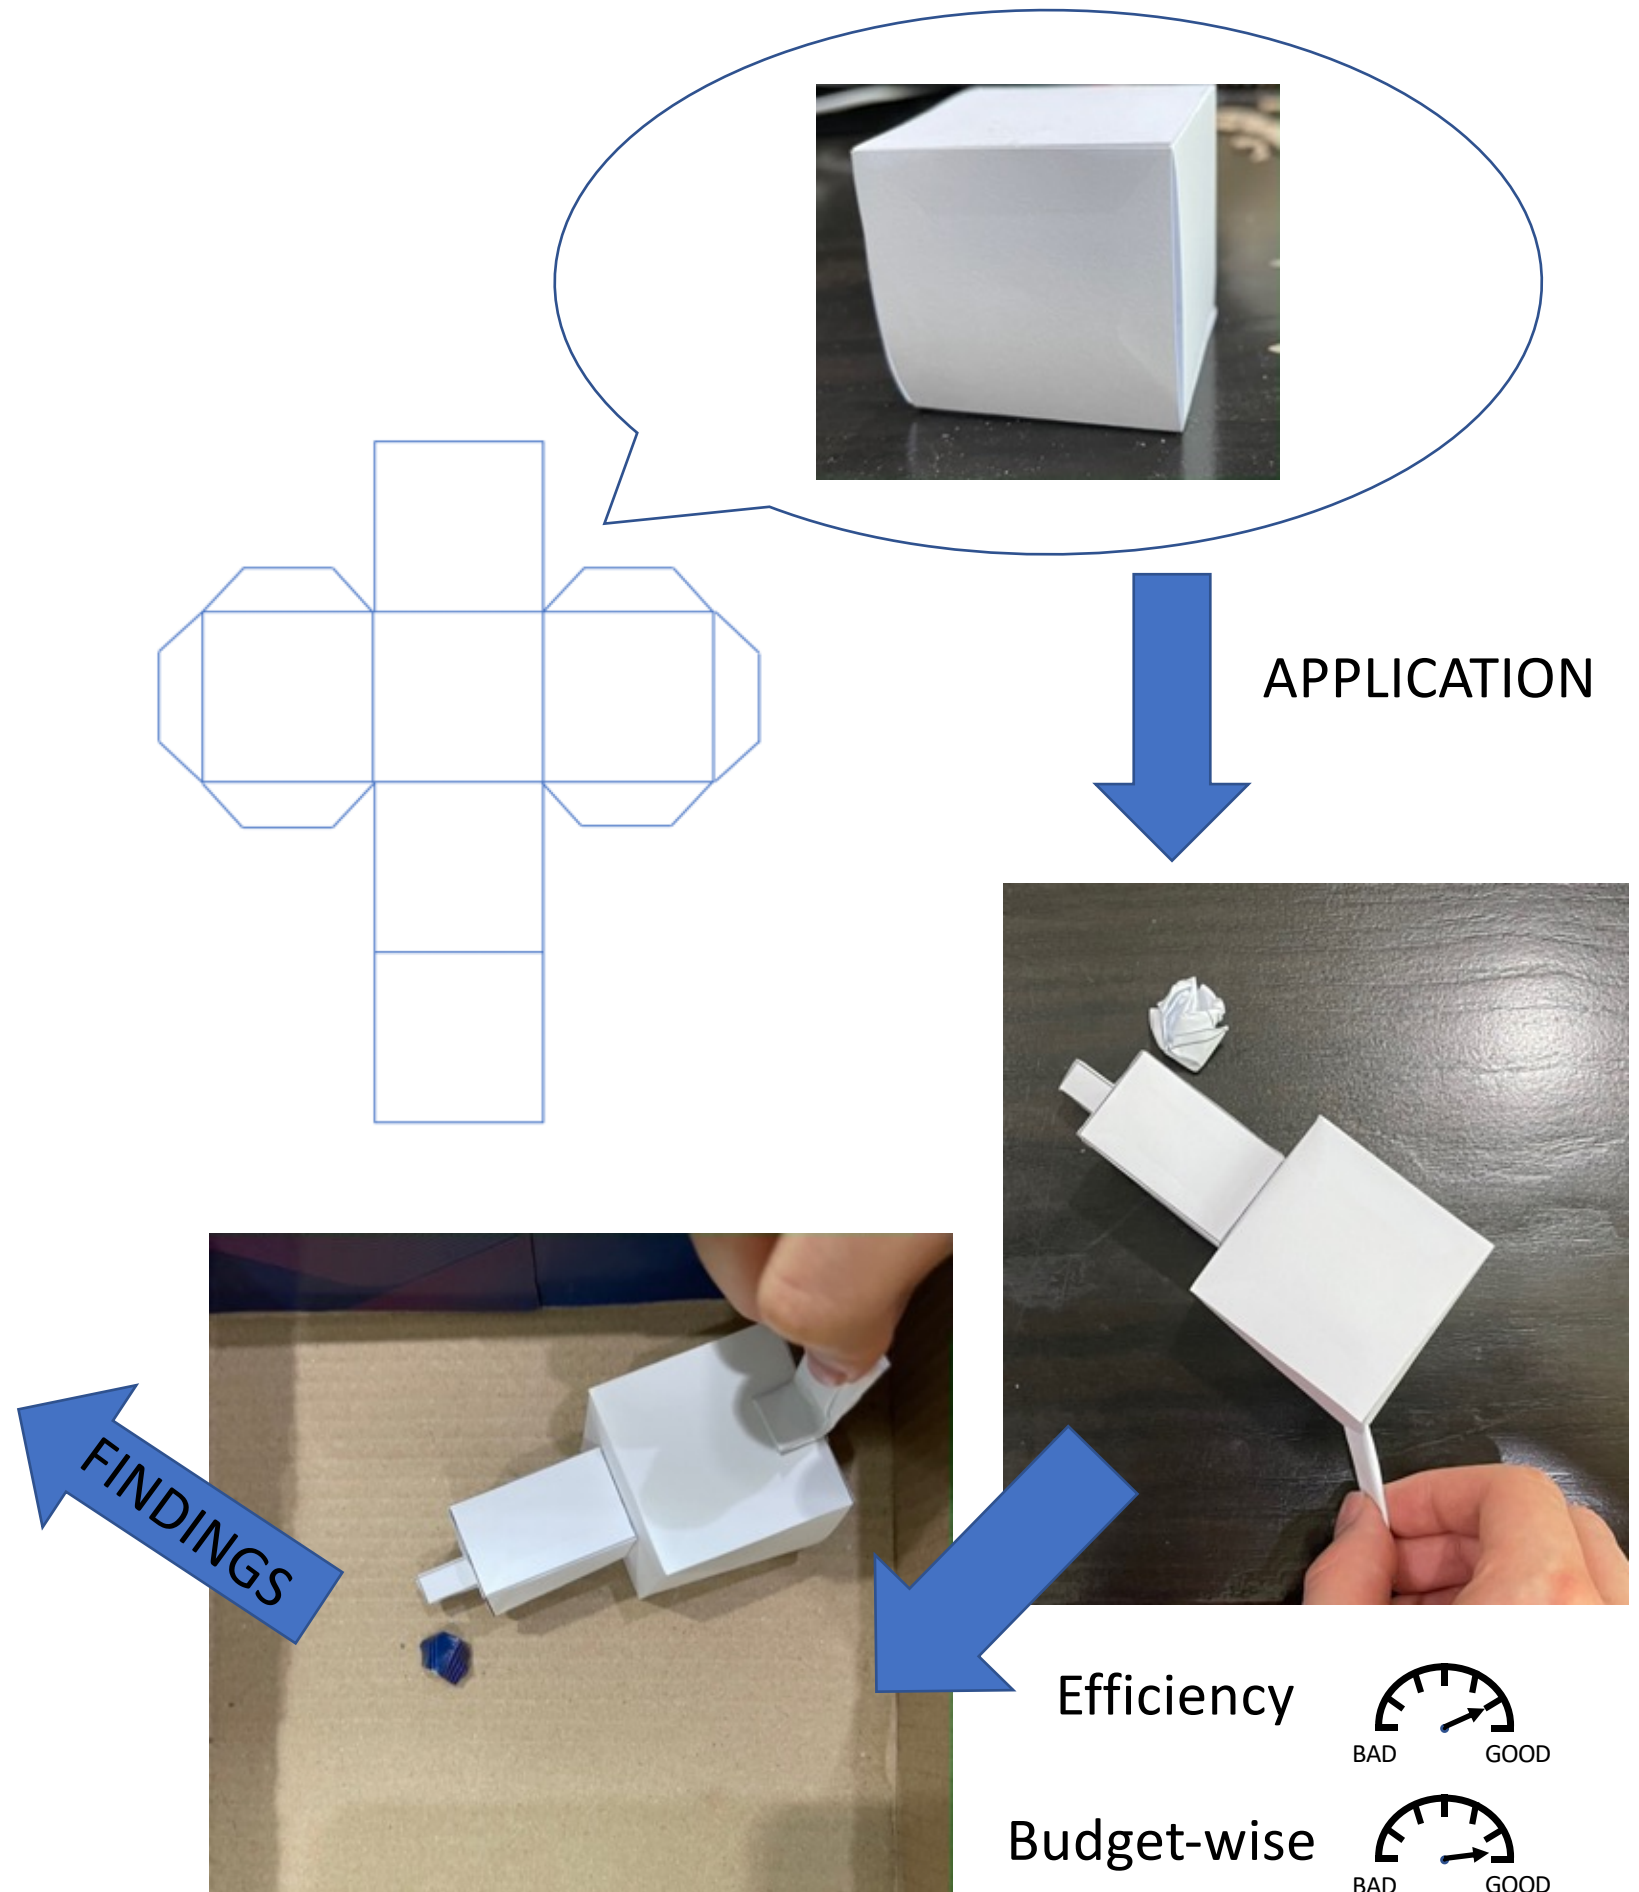 APPLICATION
FINDINGS
Efficiency
BAD GOOD
Budget-wise
BAD GOOD